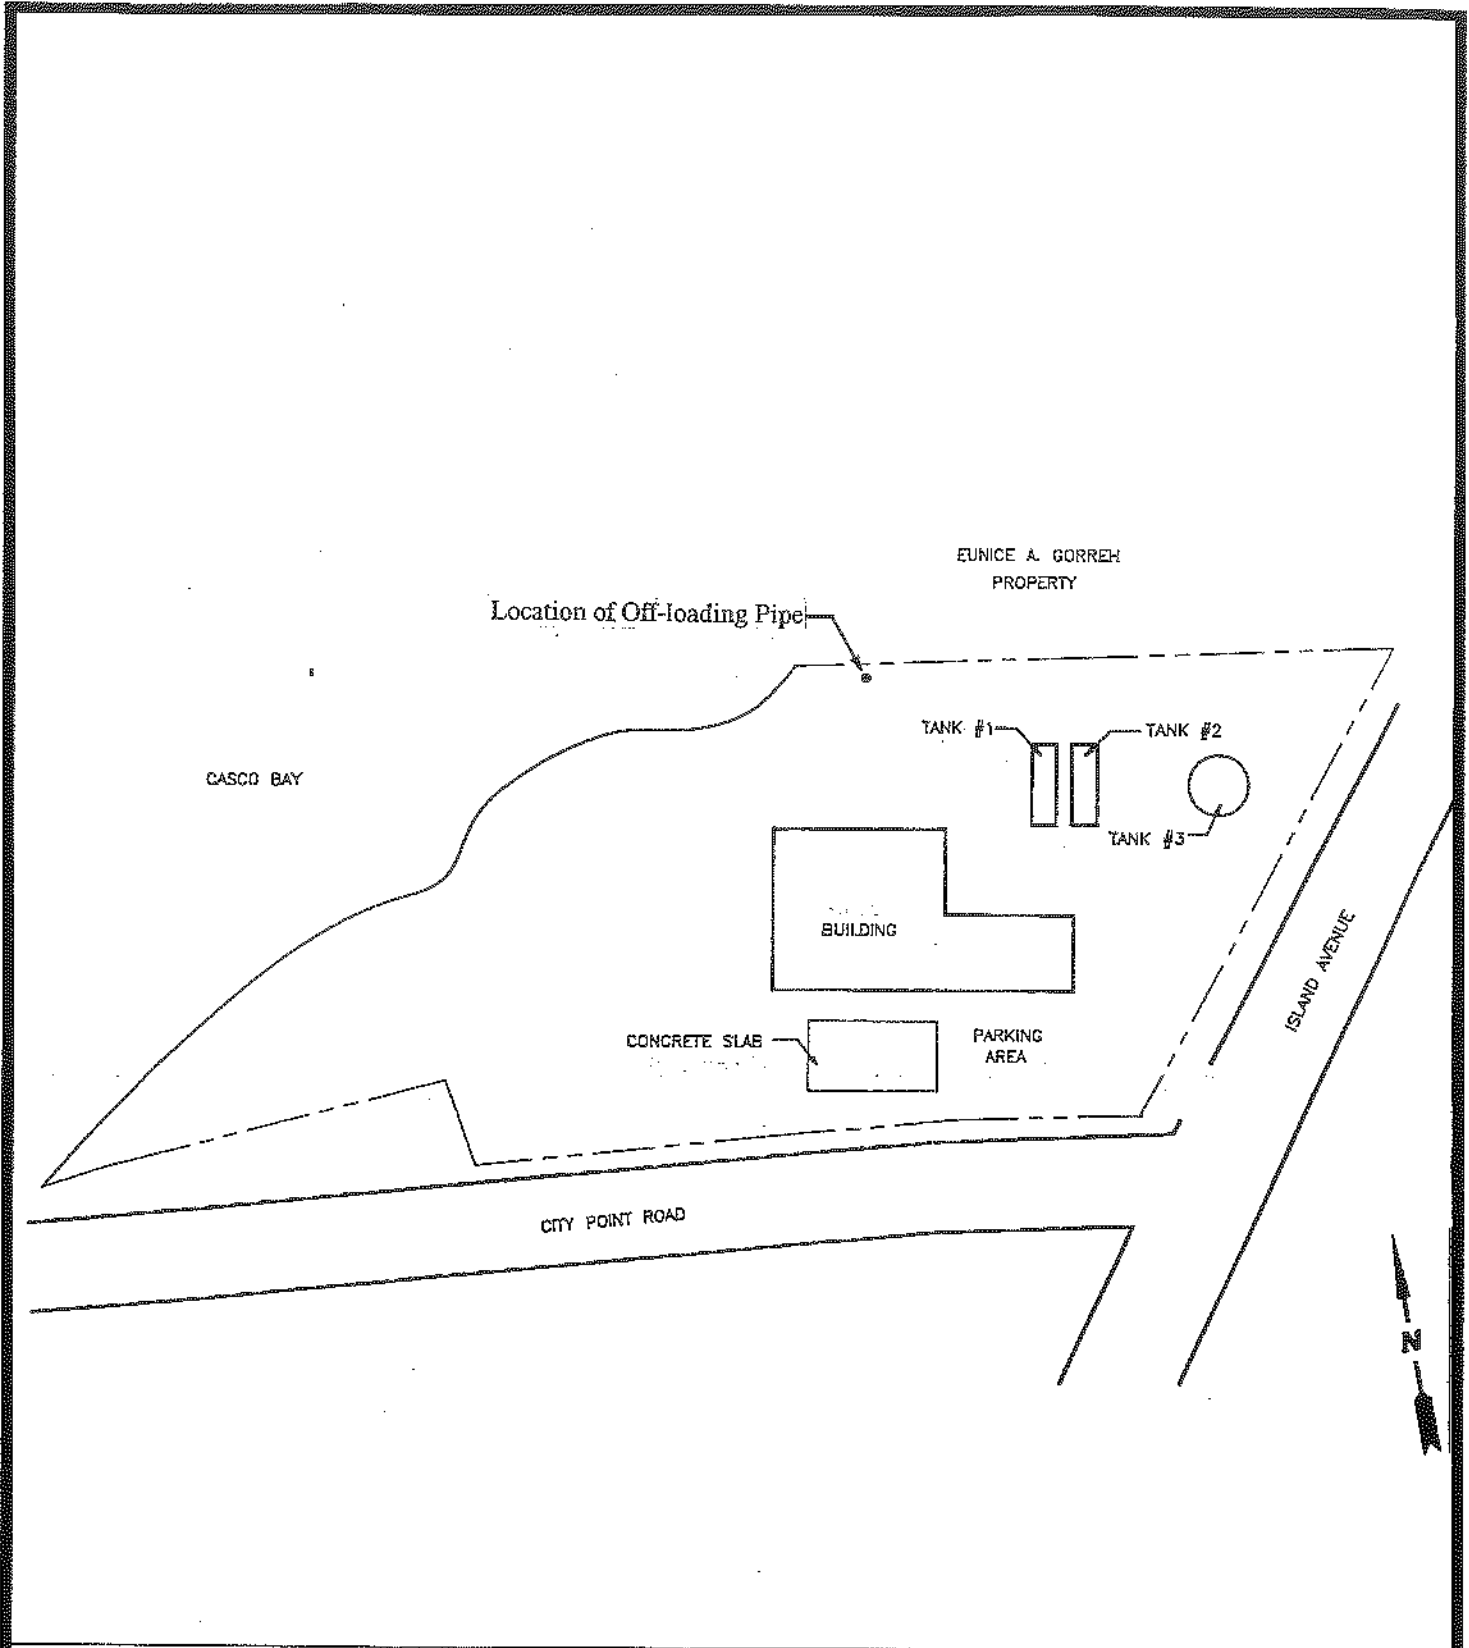 EUNICE A. GORREH
PROPERTY
Location of Off-loading Pipe
TANK #1
TANK #2
CASCO BAY
TANK #3
BUILDING
ISLAND AVENUE
CONCRETE SLAB
PARKING
AREA
CITY POINT ROAD
N